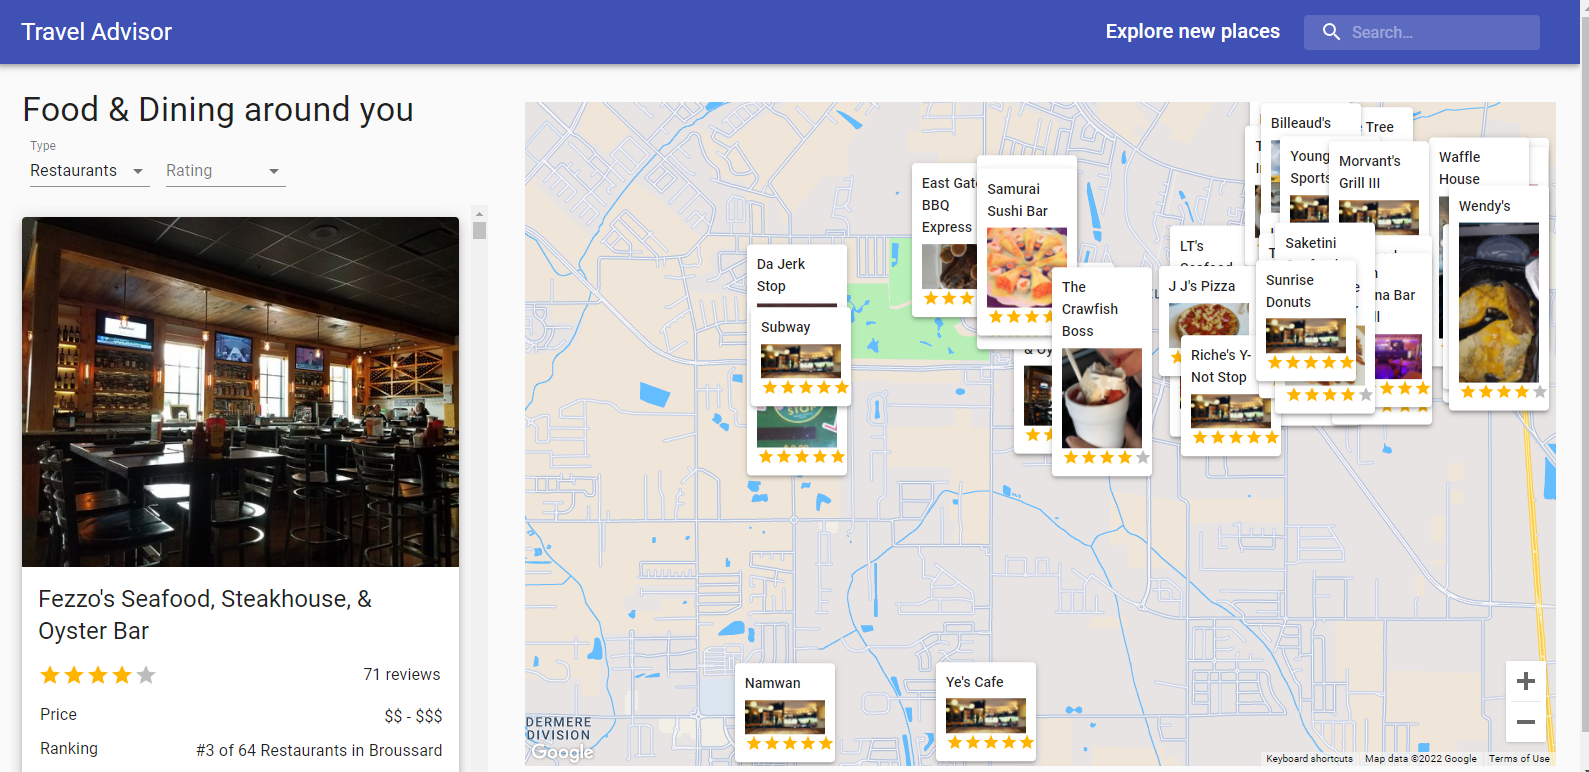 Travel Advisor
Explore new places
Search...
Food & Dining around you
Type
Restaurants
Rating
Fezzo's Seafood, Steakhouse, &
Oyster Bar
71 reviews
Price
$$ - $$$
Ranking
#3 of 64 Restaurants in Broussard
Billeaud's
Tree
Young
Sports
Morvant's
Grill III
Waffle
House
Wendy's
East Gat
BBQ
Express
Samurai
Sushi Bar
LT's
Saketini
Da Jerk
Stop
Subway
The
Crawfish
Boss
J J's Pizza
Sunrise
Donuts
na Bar
Riche's Y-
Not Stop
& Oy
Namwan
Ye's Cafe
DERMERE
DIVISION
Google
Keyboard shortcuts
Map data ©2022 Google
Terms of Use